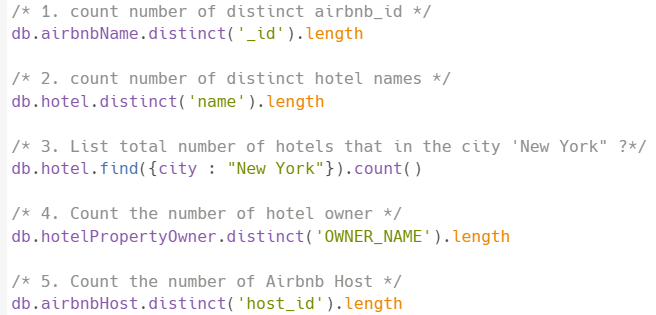 /* 1. count number of distinct airbnb_id */
db.airbnbName.distinct('_id').length
/* 2. count number of distinct hotel names */
db.hotel.distinct('name').length
/* 3. List total number of hotels that in the city 'New York" ?*/
db.hotel.find({city : "New York"}).count()
/* 4. Count the number of hotel owner */
db.hotelPropertyOwner.distinct('OWNER_NAME').length
/* 5. Count the number of Airbnb Host */
db.airbnbHost.distinct('host_id').length